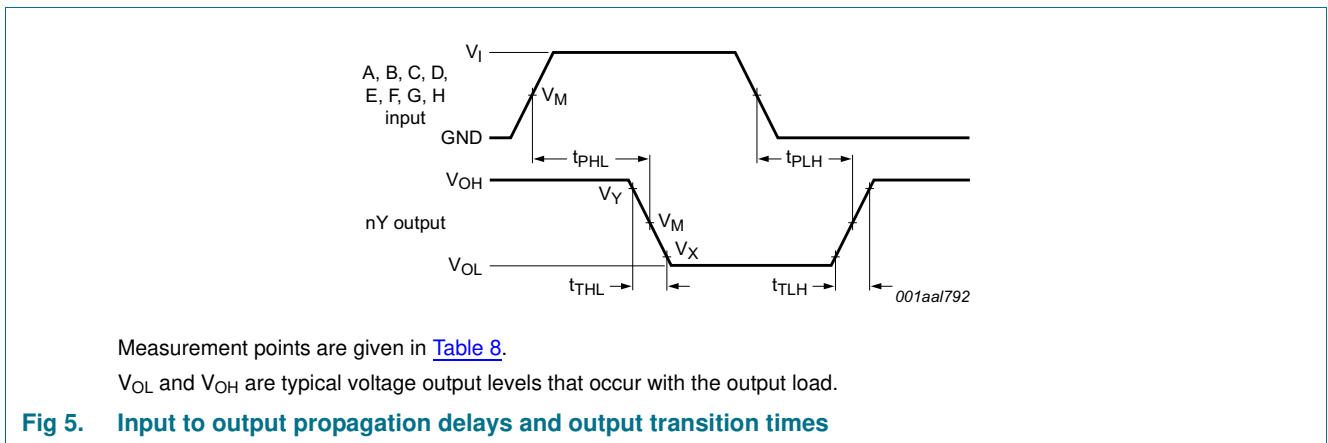 V_I
A, B, C, D,
E, F, G, H
input
V_M
GND
t_PHL
t_PLH
V_OH
V_Y
nY output
V_M
V_X
V_OL
t_THL
t_TLH
001aal792
Measurement points are given in Table 8.
V_OL and V_OH are typical voltage output levels that occur with the output load.
Fig 5. Input to output propagation delays and output transition times